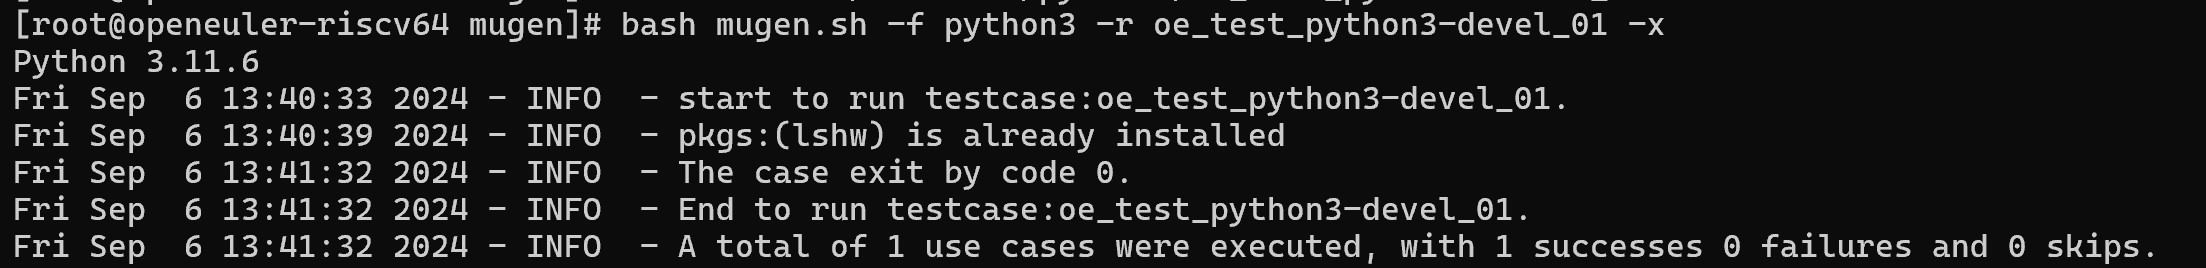 [root@openeuler-riscv64 mugen]# bash mugen.sh -f python3 -r oe_test_python3-devel_01 -x
Python 3.11.6
Fri Sep  6 13:40:33 2024 - INFO  - start to run testcase:oe_test_python3-devel_01.
Fri Sep  6 13:40:39 2024 - INFO  - pkgs:(lshw) is already installed
Fri Sep  6 13:41:32 2024 - INFO  - The case exit by code 0.
Fri Sep  6 13:41:32 2024 - INFO  - End to run testcase:oe_test_python3-devel_01.
Fri Sep  6 13:41:32 2024 - INFO  - A total of 1 use cases were executed, with 1 successes 0 failures and 0 skips.